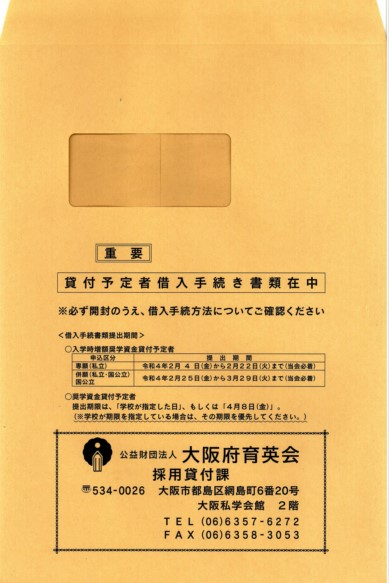 重要
貸付予定者借入手続き書類在中
※必ず開封のうえ、借入手続方法についてご確認ください
＜借入手続書類提出期間＞
○入学時増額奨学資金貸付予定者
申込区分 提出期間
専願(私立) 令和4年2月 4日(金)から2月22日(火)まで(当会必着)
併願(私立・国公立)
国公立 令和4年2月25日(金)から3月29日(火)まで(当会必着)
○奨学資金貸付予定者
提出期限は、「学校が指定した日」、もしくは「4月8日(金)」。
(※学校が期限を指定している場合は、その期限を優先してください。)
公益財団法人 大阪府育英会
採用貸付課
〒534-0026 大阪市都島区網島町6番20号
大阪私学会館 2階
TEL (06)6357-6272
FAX (06)6358-3053